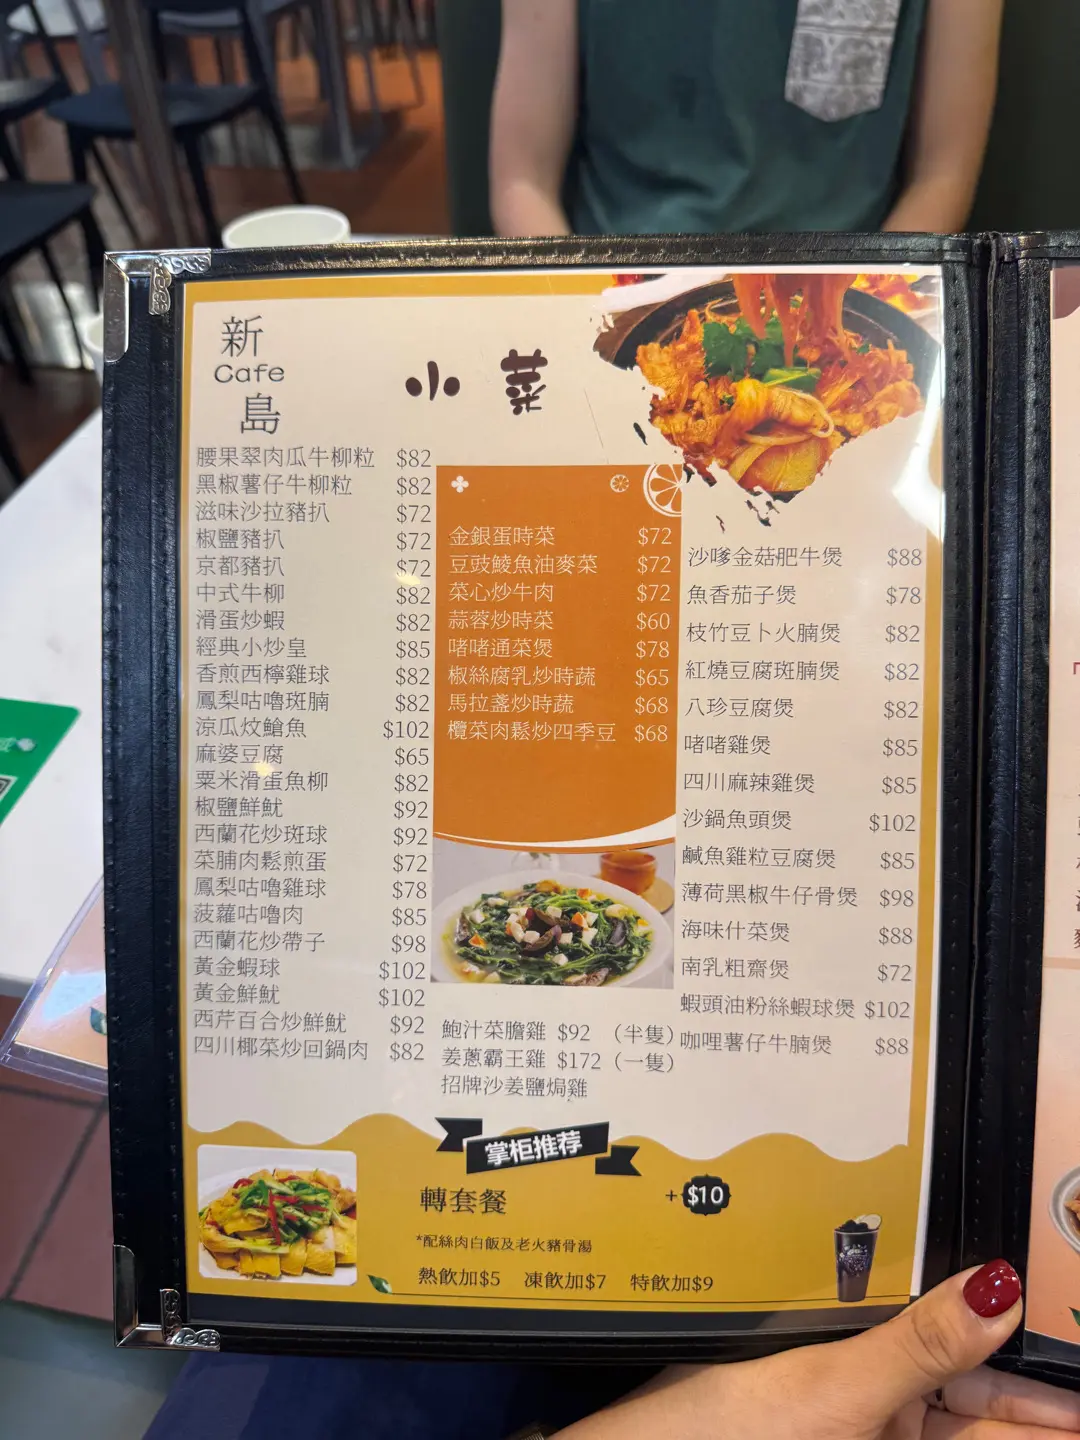 新
Cafe
島
小菜
腰果翠肉瓜牛柳粒 $82
黑椒薯仔牛柳粒 $82
滋味沙拉豬扒 $72
椒鹽豬扒 $72
京都豬扒 $72
中式牛柳 $82
滑蛋炒蝦 $82
經典小炒皇 $85
香煎西檸雞球 $82
鳳梨咕嚕斑腩 $82
涼瓜炆鎗魚 $102
麻婆豆腐 $65
粟米滑蛋魚柳 $82
椒鹽鮮魷 $92
西蘭花炒斑球 $92
菜脯肉鬆煎蛋 $72
鳳梨咕嚕雞球 $78
菠蘿咕嚕肉 $85
西蘭花炒帶子 $98
黃金蝦球 $102
黃金鮮魷 $102
西芹百合炒鮮魷 $92
四川椰菜炒回鍋肉 $82
金銀蛋時菜 $72
豆豉鯪魚油麥菜 $72
菜心炒牛肉 $72
蒜蓉炒時菜 $60
啫啫通菜煲 $78
椒絲腐乳炒時蔬 $65
馬拉盞炒時蔬 $68
欖菜肉鬆炒四季豆 $68
鮑汁菜膽雞 $92 （半隻）
姜蔥霸王雞 $172（一隻）
招牌沙姜鹽焗雞
沙嗲金菇肥牛煲 $88
魚香茄子煲 $78
枝竹豆卜火腩煲 $82
紅燒豆腐斑腩煲 $82
八珍豆腐煲 $82
啫啫雞煲 $85
四川麻辣雞煲 $85
沙鍋魚頭煲 $102
鹹魚雞粒豆腐煲 $85
薄荷黑椒牛仔骨煲 $98
海味什菜煲 $88
南乳粗齋煲 $72
蝦頭油粉絲蝦球煲 $102
咖哩薯仔牛腩煲 $88
掌柜推荐
轉套餐 +$10
*配絲肉白飯及老火豬骨湯
熱飲加$5 凍飲加$7 特飲加$9